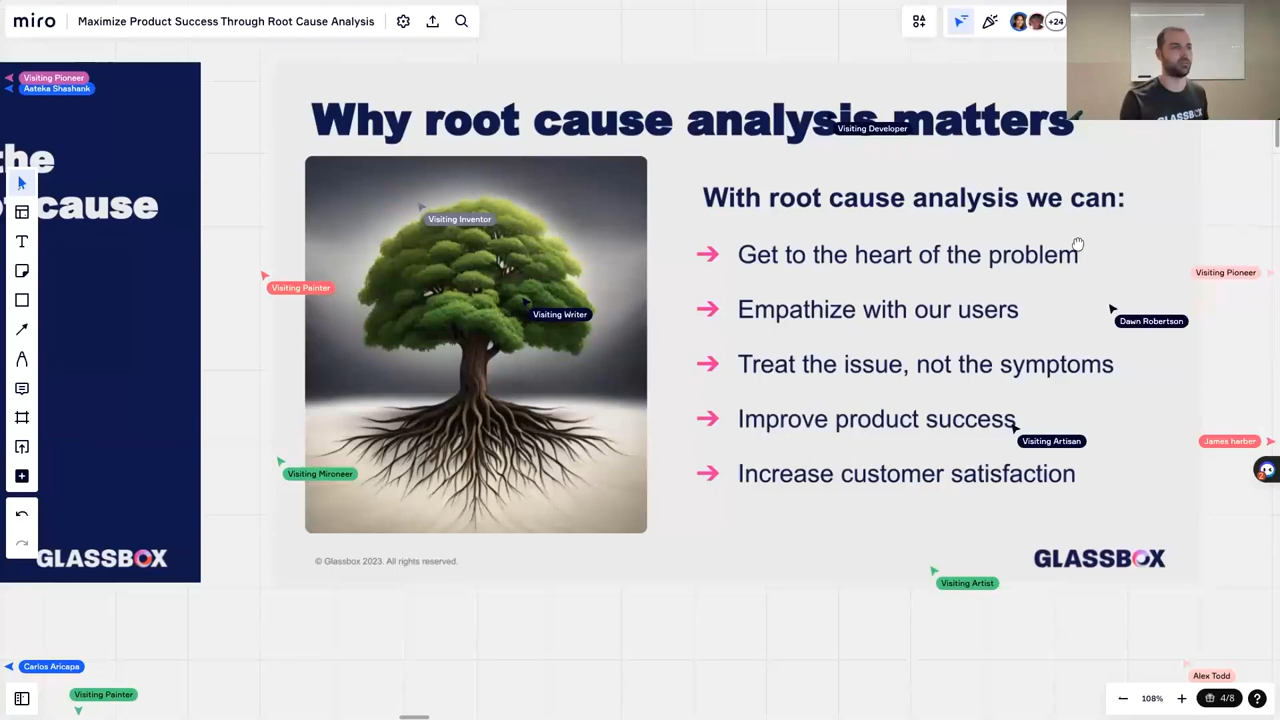 miro
Maximize Product Success Through Root Cause Analysis
+24
Visiting Pioneer
Aateka Shashank
the
cause
GLASSBOX
Why root cause analysis matters
Visiting Developer
With root cause analysis we can:
Get to the heart of the problem
Empathize with our users
Treat the issue, not the symptoms
Improve product success
Increase customer satisfaction
Visiting Inventor
Visiting Painter
Visiting Writer
Visiting Pioneer
Dawn Robertson
Visiting Artisan
James harber
Visiting Mironeer
© Glassbox 2023. All rights reserved.
GLASSBOX
Visiting Artist
Carlos Aricapa
Visiting Painter
Alex Todd
108%
4/8
GLASSBOX